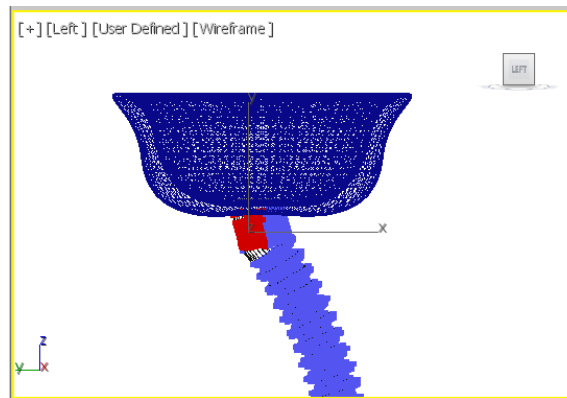 [+] [Left] [User Defined] [Wireframe]
LEFT
y
x
z
y
x